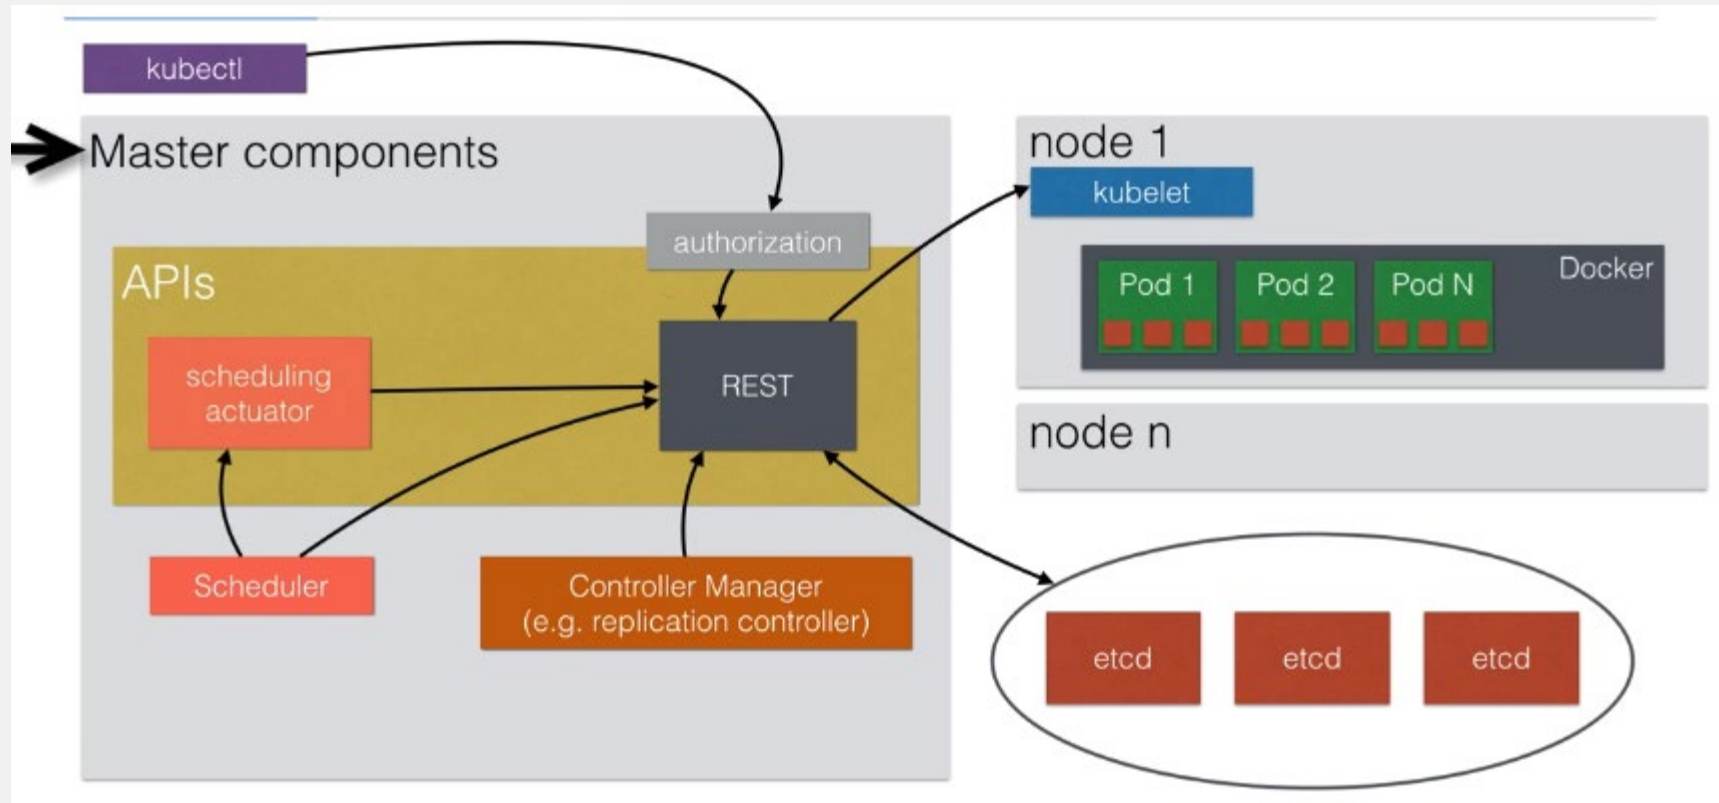 kubectl
Master components
authorization
APIs
scheduling
actuator
REST
Scheduler
Controller Manager
(e.g. replication controller)
node 1
kubelet
Docker
Pod 1
Pod 2
Pod N
node n
etcd
etcd
etcd